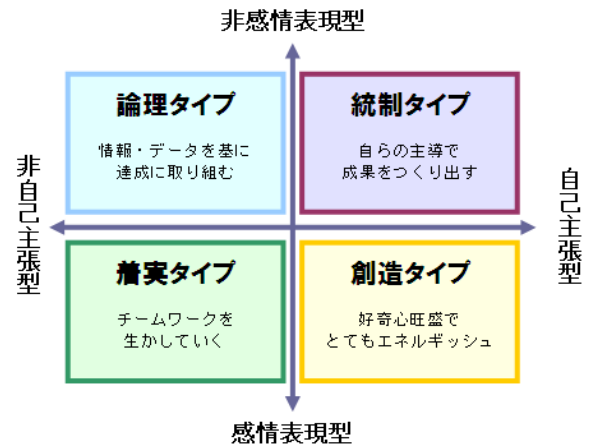 非感情表現型
論理タイプ
情報・データを基に
達成に取り組む
統制タイプ
自らの主導で
成果をつくり出す
非自己主張型
自己主張型
着実タイプ
チームワークを
生かしていく
創造タイプ
好奇心旺盛で
とてもエネルギッシュ
感情表現型